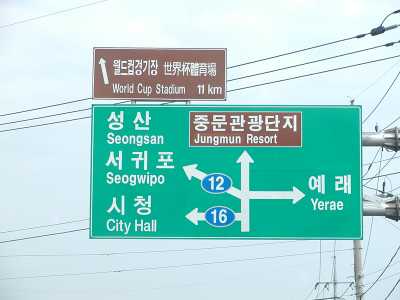 월드컵경기장 世界杯體育場
World Cup Stadium 11 km
성산
Seongsan
중문관광단지
Jungmun Resort
서귀포
Seogwipo
12
예래
Yerae
시청
City Hall
16